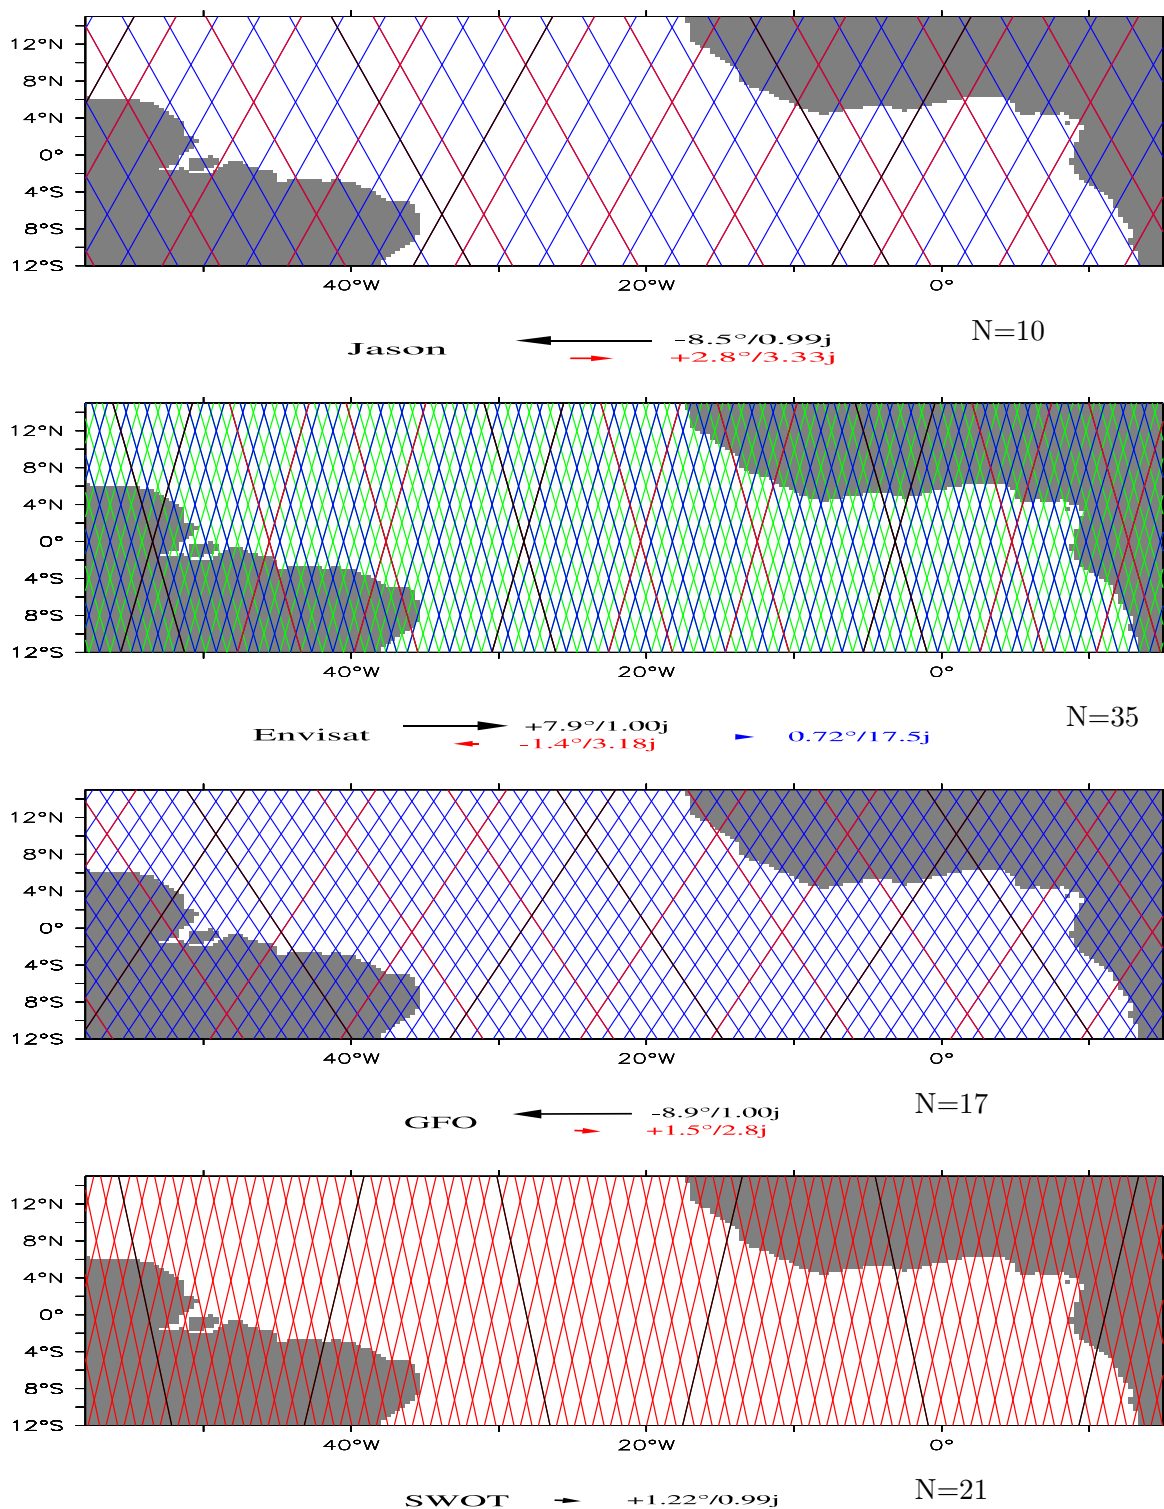 12°N
8°N
4°N
0°
4°S
8°S
12°S
40°W 20°W 0°
Jason -8.5°/0.99j N=10
+2.8°/3.33j
12°N
8°N
4°N
0°
4°S
8°S
12°S
40°W 20°W 0°
Envisat +7.9°/1.00j N=35
-1.4°/3.18j 0.72°/17.5j
12°N
8°N
4°N
0°
4°S
8°S
12°S
40°W 20°W 0°
GFO -8.9°/1.00j N=17
+1.5°/2.8j
12°N
8°N
4°N
0°
4°S
8°S
12°S
40°W 20°W 0°
SWOT +1.22°/0.99j N=21